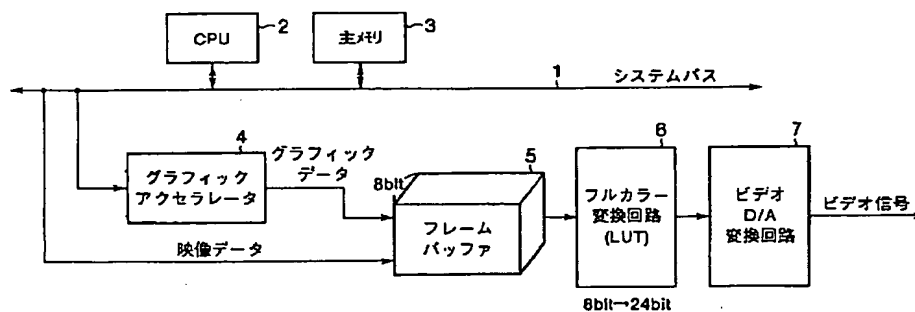 CPU
2
主メモリ
3
1
システムバス
4
グラフィック
アクセラレータ
グラフィック
データ
8bit
5
フレーム
バッファ
映像データ
6
フルカラー
変換回路
(LUT)
8bit→24bit
7
ビデオ
D/A
変換回路
ビデオ信号